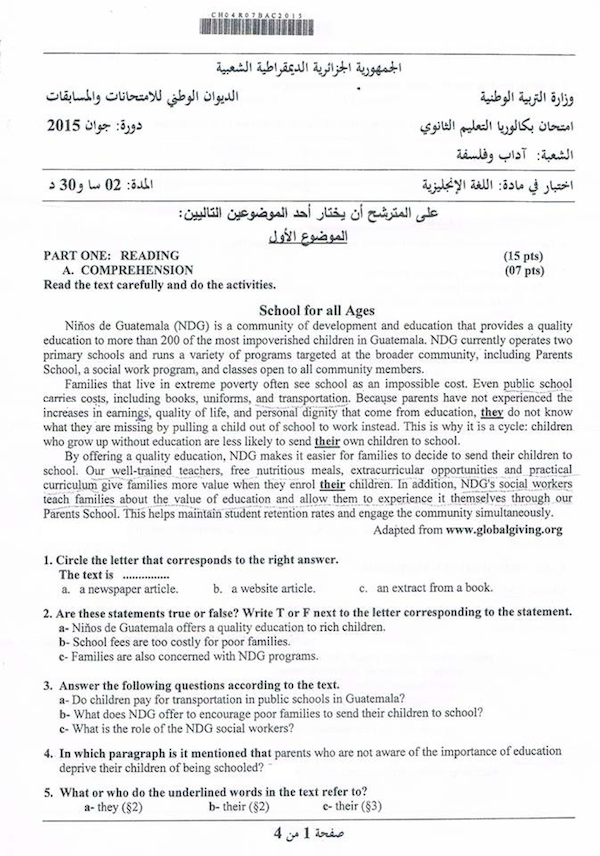 CH04R07BAC2015
الجمهورية الجزائرية الديمقراطية الشعبية
وزارة التربية الوطنية الديوان الوطني للامتحانات والمسابقات
امتحان بكالوريا التعليم الثانوي دورة: جوان 2015
الشعبة: آداب وفلسفة
اختبار في مادة: اللغة الإنجليزية المدة: 02 سا و30 د
على المترشح أن يختار أحد الموضوعين التاليين:
الموضوع الأول
PART ONE: READING (15 pts)
A. COMPREHENSION (07 pts)
Read the text carefully and do the activities.
School for all Ages
Niños de Guatemala (NDG) is a community of development and education that provides a quality
education to more than 200 of the most impoverished children in Guatemala. NDG currently operates two
primary schools and runs a variety of programs targeted at the broader community, including Parents
School, a social work program, and classes open to all community members.
Families that live in extreme poverty often see school as an impossible cost. Even public school
carries costs, including books, uniforms, and transportation. Because parents have not experienced the
increases in earnings, quality of life, and personal dignity that come from education, they do not know
what they are missing by pulling a child out of school to work instead. This is why it is a cycle: children
who grow up without education are less likely to send their own children to school.
By offering a quality education, NDG makes it easier for families to decide to send their children to
school. Our well-trained teachers, free nutritious meals, extracurricular opportunities and practical
curriculum give families more value when they enrol their children. In addition, NDG's social workers
teach families about the value of education and allow them to experience it themselves through our
Parents School. This helps maintain student retention rates and engage the community simultaneously.
Adapted from www.globalgiving.org
1. Circle the letter that corresponds to the right answer.
The text is ...............
a. a newspaper article. b. a website article. c. an extract from a book.
2. Are these statements true or false? Write T or F next to the letter corresponding to the statement.
a- Niños de Guatemala offers a quality education to rich children.
b- School fees are too costly for poor families.
c- Families are also concerned with NDG programs.
3. Answer the following questions according to the text.
a- Do children pay for transportation in public schools in Guatemala?
b- What does NDG offer to encourage poor families to send their children to school?
c- What is the role of the NDG social workers?
4. In which paragraph is it mentioned that parents who are not aware of the importance of education
deprive their children of being schooled?
5. What or who do the underlined words in the text refer to?
a- they (§2) b- their (§2) c- their (§3)
صفحة 1 من 4